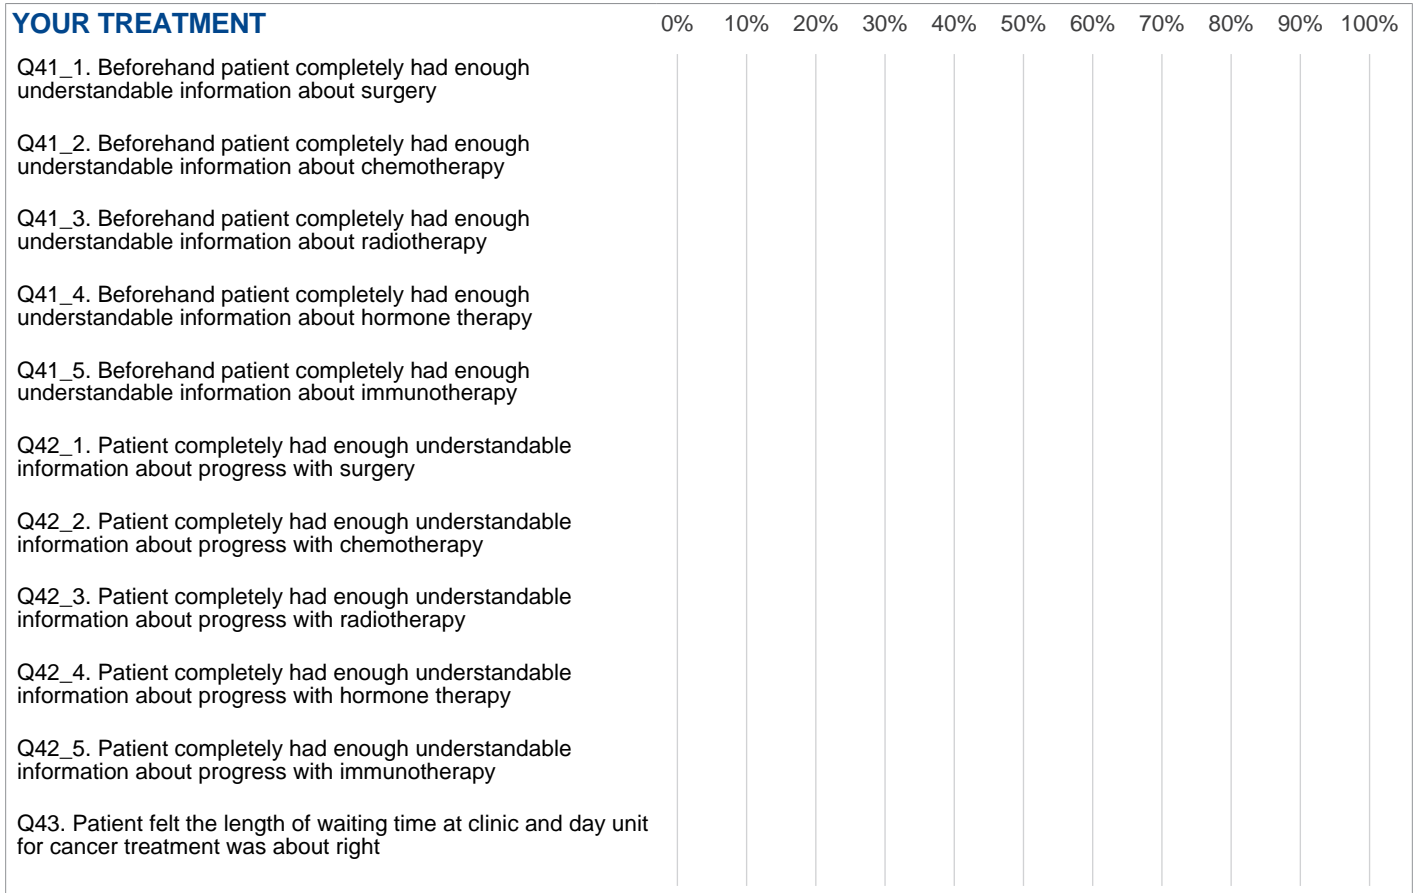 YOUR TREATMENT
0% 10% 20% 30% 40% 50% 60% 70% 80% 90% 100%
Q41_1. Beforehand patient completely had enough
understandable information about surgery
Q41_2. Beforehand patient completely had enough
understandable information about chemotherapy
Q41_3. Beforehand patient completely had enough
understandable information about radiotherapy
Q41_4. Beforehand patient completely had enough
understandable information about hormone therapy
Q41_5. Beforehand patient completely had enough
understandable information about immunotherapy
Q42_1. Patient completely had enough understandable
information about progress with surgery
Q42_2. Patient completely had enough understandable
information about progress with chemotherapy
Q42_3. Patient completely had enough understandable
information about progress with radiotherapy
Q42_4. Patient completely had enough understandable
information about progress with hormone therapy
Q42_5. Patient completely had enough understandable
information about progress with immunotherapy
Q43. Patient felt the length of waiting time at clinic and day unit
for cancer treatment was about right